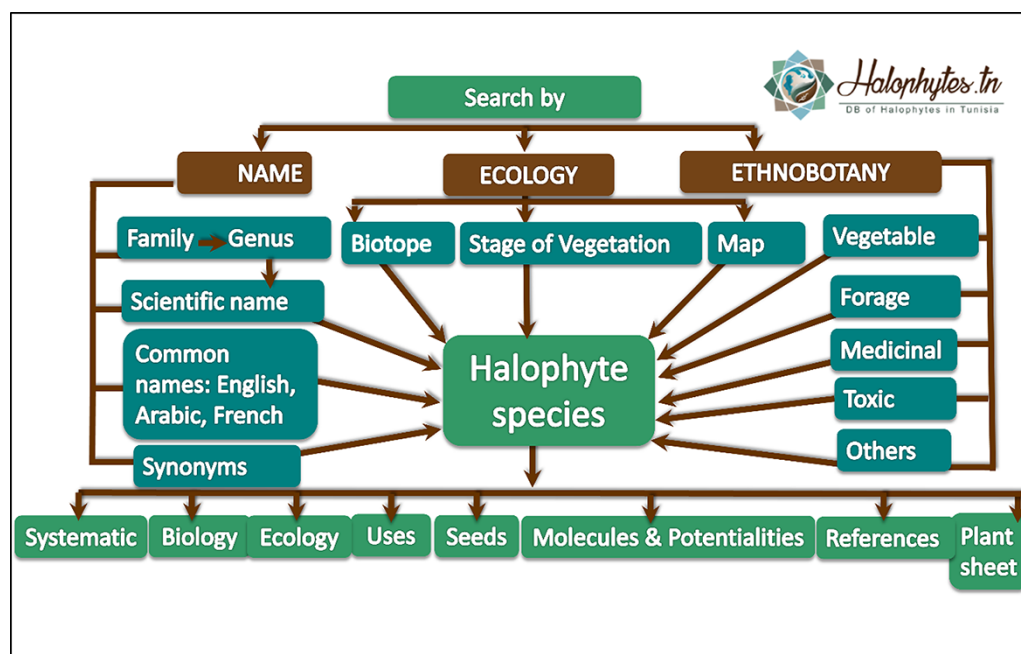 Halophytes.tn
DB of Halophytes in Tunisia
Search by
NAME
ECOLOGY
ETHNOBOTANY
Family
Genus
Scientific name
Common
names: English,
Arabic, French
Synonyms
Biotope
Stage of Vegetation
Map
Vegetable
Forage
Medicinal
Toxic
Others
Halophyte
species
Systematic
Biology
Ecology
Uses
Seeds
Molecules & Potentialities
References
Plant
sheet